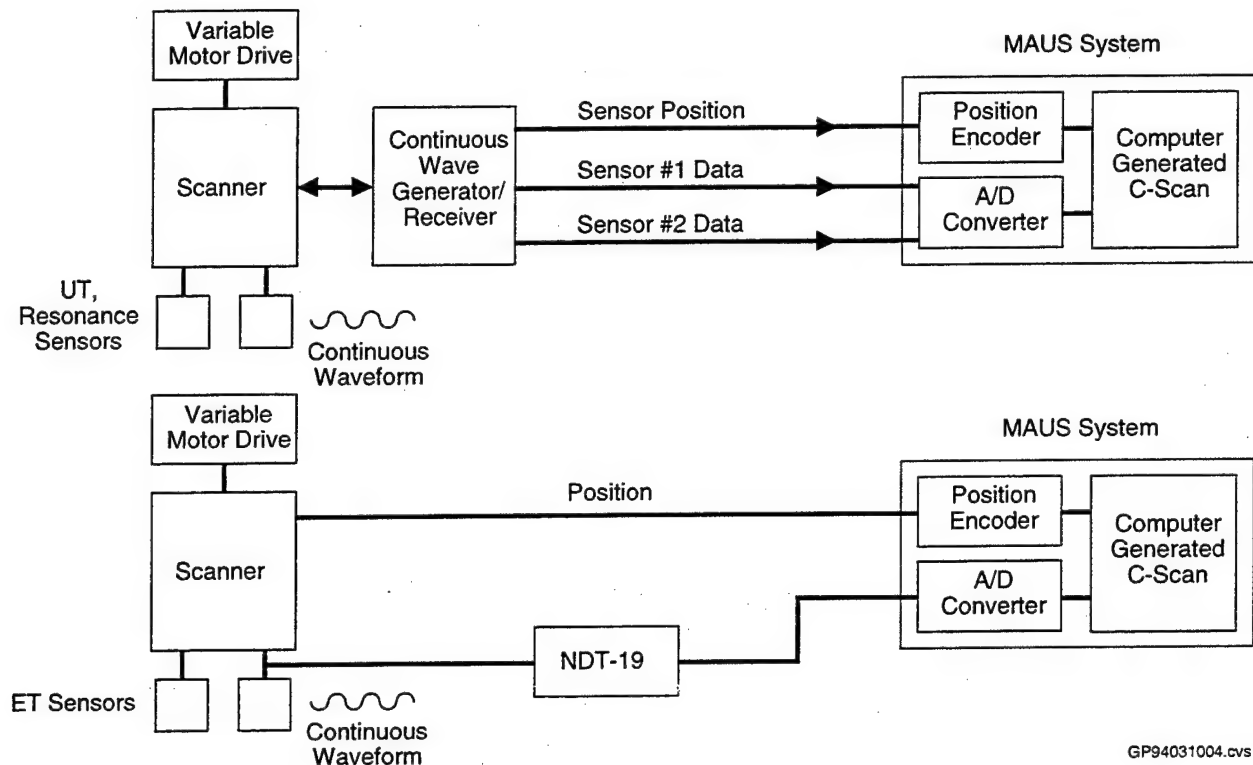 Variable
Motor Drive
MAUS System
Scanner
Continuous
Wave
Generator/
Receiver
Sensor Position
Sensor #1 Data
Sensor #2 Data
Position
Encoder
A/D
Converter
Computer
Generated
C-Scan
UT,
Resonance
Sensors
Continuous
Waveform
Variable
Motor Drive
MAUS System
Scanner
Position
Position
Encoder
A/D
Converter
Computer
Generated
C-Scan
NDT-19
ET Sensors
Continuous
Waveform
GP94031004.cvs